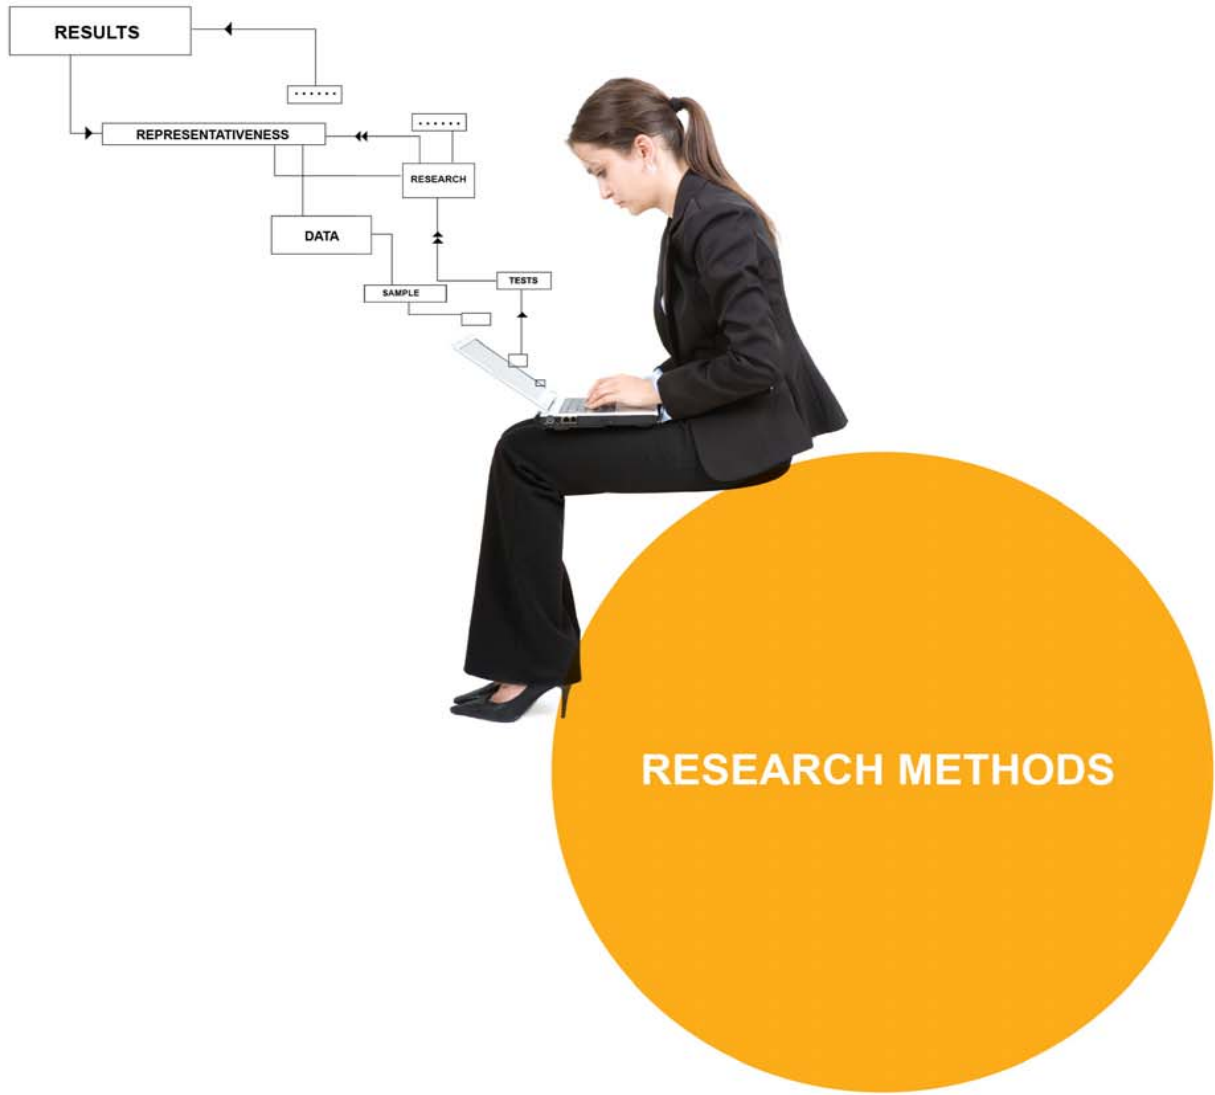 RESULTS
REPRESENTATIVENESS
RESEARCH
DATA
TESTS
SAMPLE
RESEARCH METHODS